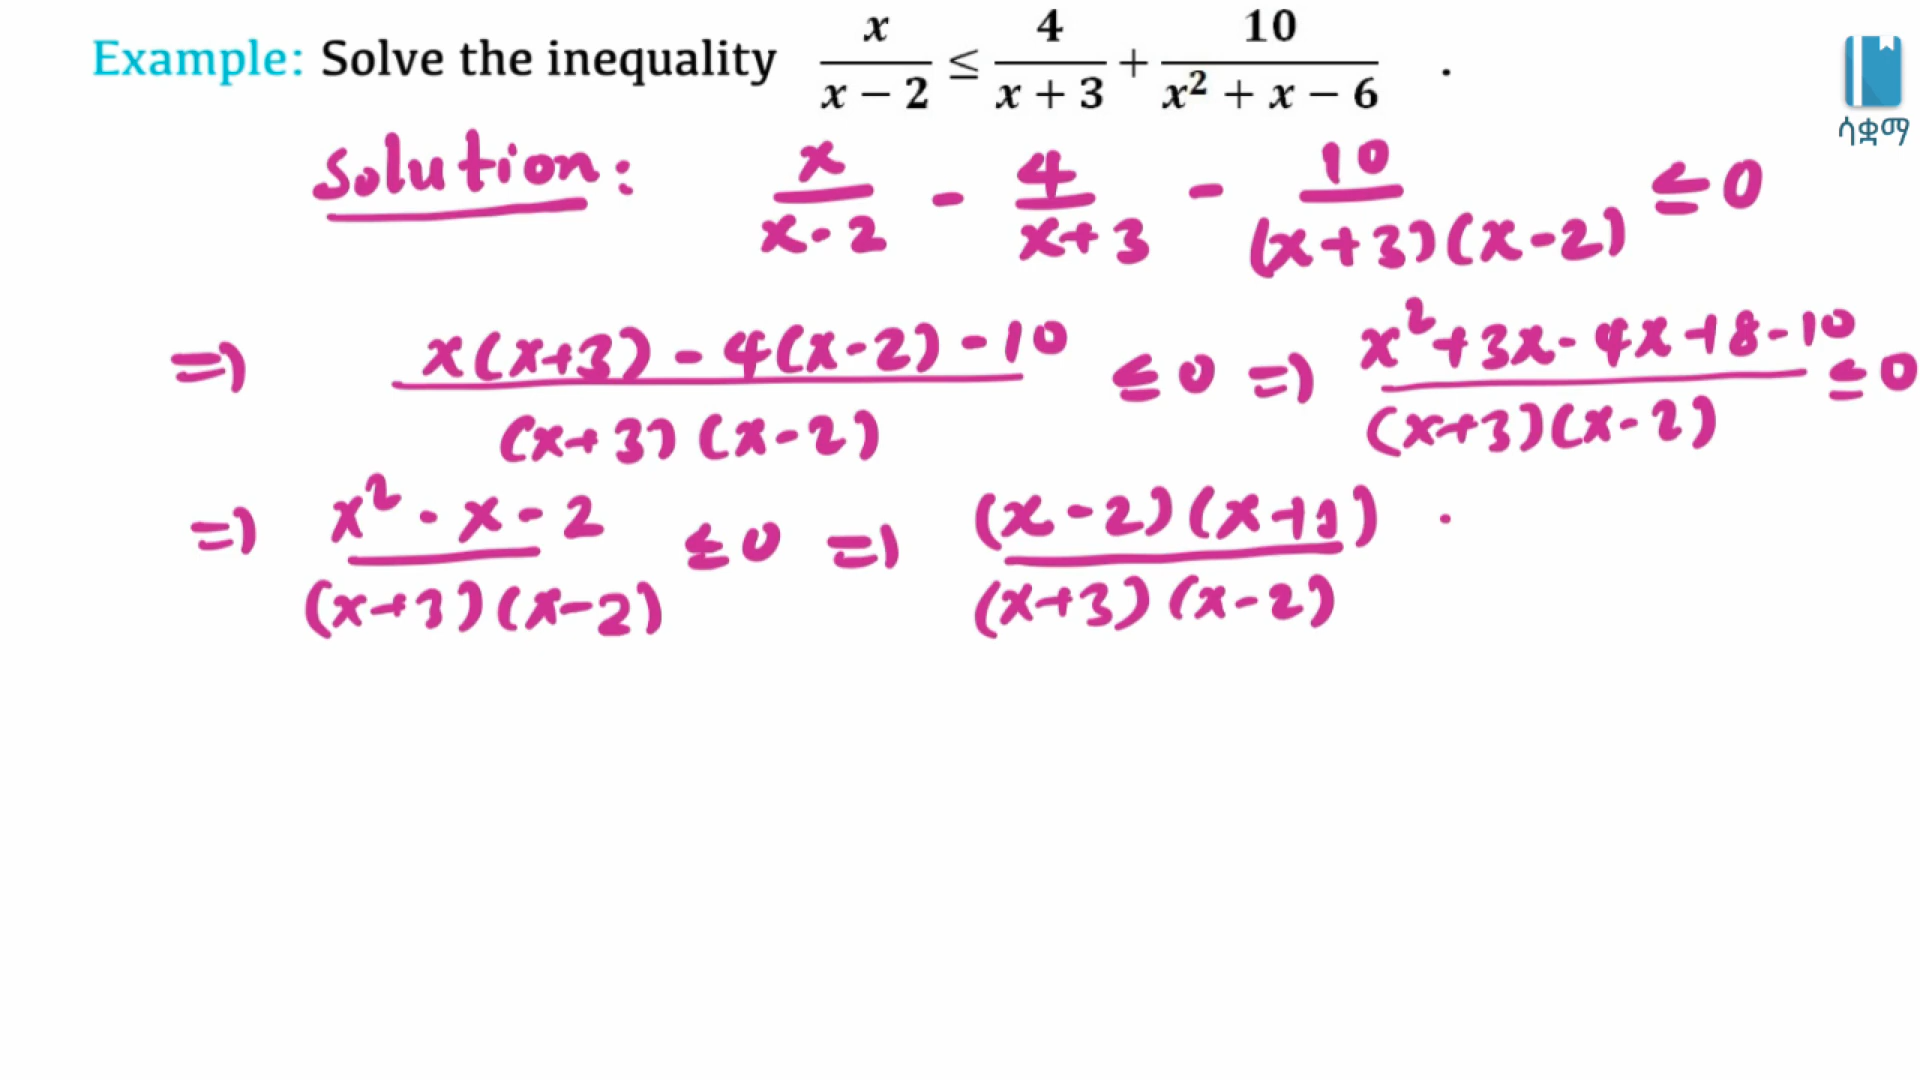 Example: Solve the inequality x/(x − 2) ≤ 4/(x + 3) + 10/(x² + x − 6) .
ሳቋማ
Solution: x/(x-2) - 4/(x+3) - 10/((x+3)(x-2)) ≤ 0
=> (x(x+3) - 4(x-2) - 10)/((x+3)(x-2)) ≤ 0 => (x²+3x-4x+8-10)/((x+3)(x-2)) ≤ 0
=> (x² - x - 2)/((x+3)(x-2)) ≤ 0 => ((x-2)(x+1))/((x+3)(x-2)) .